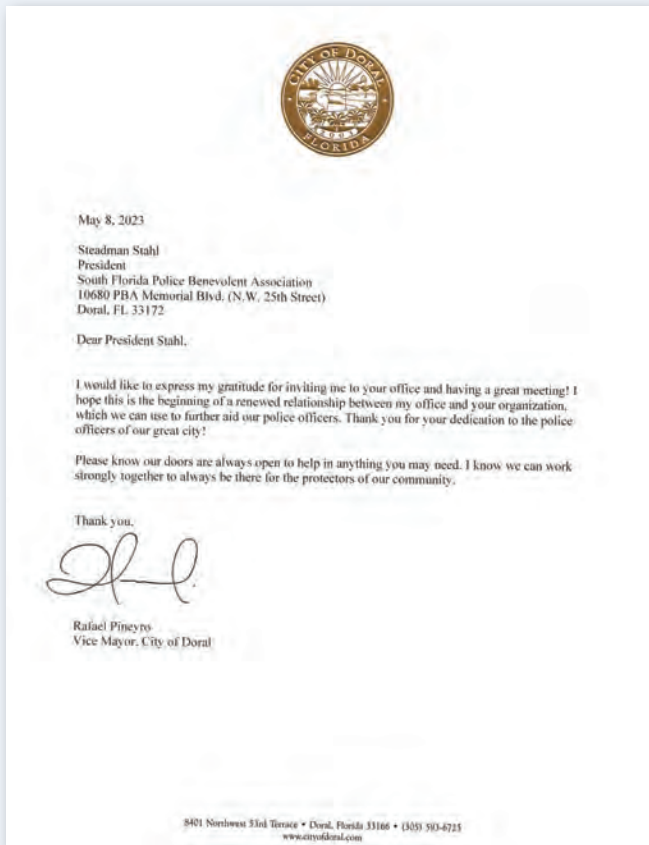 CITY OF DORAL
2003
FLORIDA
May 8, 2023
Steadman Stahl
President
South Florida Police Benevolent Association
10680 PBA Memorial Blvd. (N.W. 25th Street)
Doral, FL 33172
Dear President Stahl,
I would like to express my gratitude for inviting me to your office and having a great meeting! I
hope this is the beginning of a renewed relationship between my office and your organization,
which we can use to further aid our police officers. Thank you for your dedication to the police
officers of our great city!
Please know our doors are always open to help in anything you may need. I know we can work
strongly together to always be there for the protectors of our community.
Thank you,
Rafael Pineyro
Vice Mayor, City of Doral
8401 Northwest 53rd Terrace • Doral, Florida 33166 • (305) 593-6725
www.cityofdoral.com